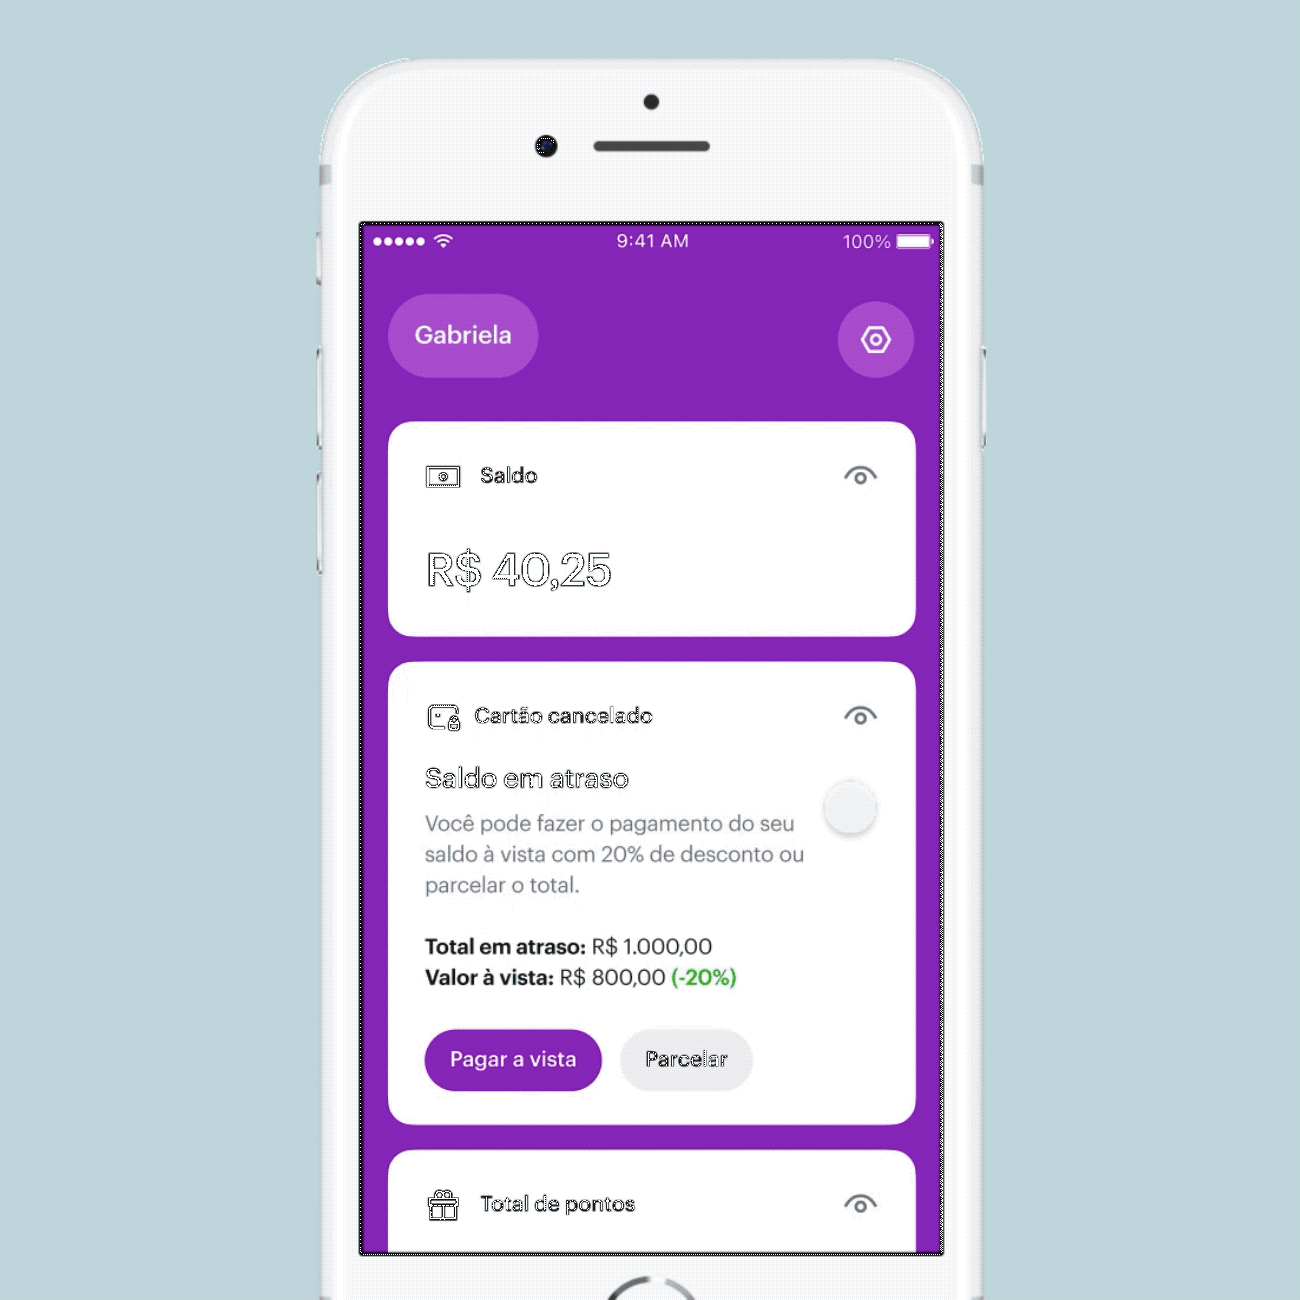 9:41 AM 100%
Gabriela
Saldo
R$ 40,25
Cartão cancelado
Saldo em atraso
Você pode fazer o pagamento do seu
saldo à vista com 20% de desconto ou
parcelar o total.
Total em atraso: R$ 1.000,00
Valor à vista: R$ 800,00 (-20%)
Pagar a vista Parcelar
Total de pontos